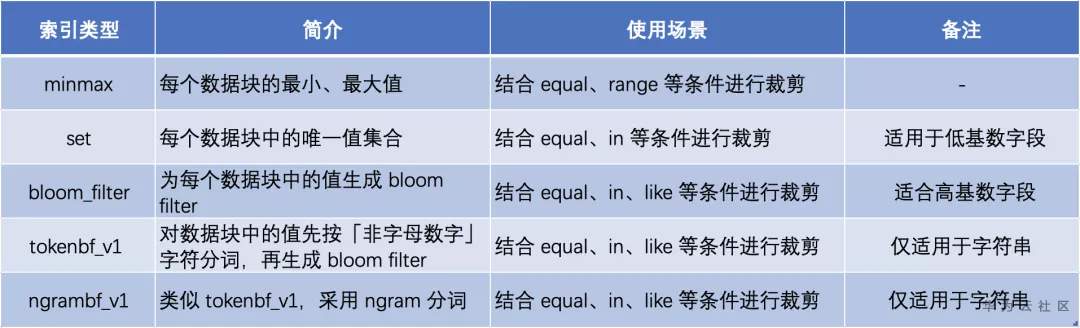 索引类型 简介 使用场景 备注
minmax 每个数据块的最小、最大值 结合 equal、range 等条件进行裁剪 -
set 每个数据块中的唯一值集合 结合 equal、in 等条件进行裁剪 适用于低基数字段
bloom_filter 为每个数据块中的值生成 bloom
filter 结合 equal、in、like 等条件进行裁剪 适合高基数字段
tokenbf_v1 对数据块中的值先按「非字母数字」
字符分词，再生成 bloom filter 结合 equal、in、like 等条件进行裁剪 仅适用于字符串
ngrambf_v1 类似 tokenbf_v1，采用 ngram 分词 结合 equal、in、like 等条件进行裁剪 仅适用于字符串
云社区